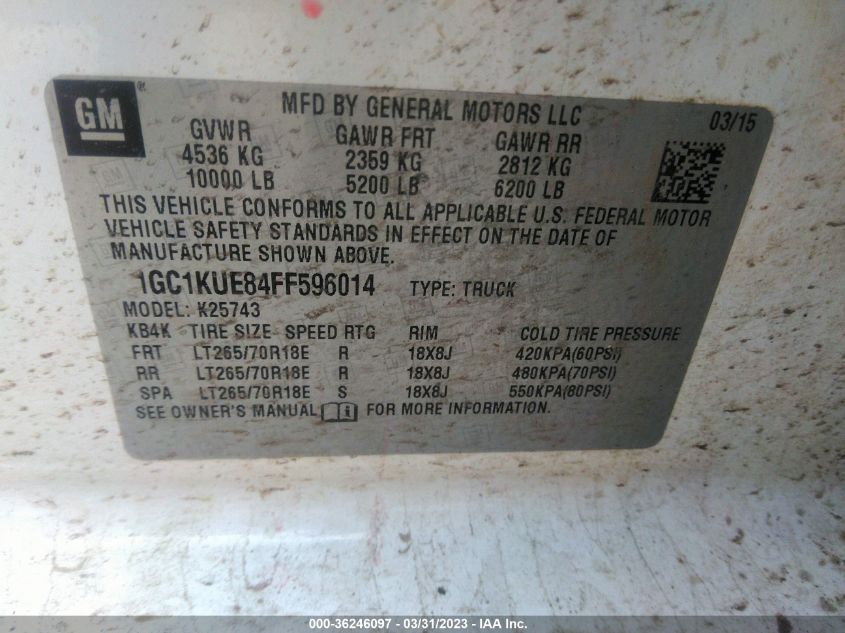 GM ®
MFD BY GENERAL MOTORS LLC
03/15
GVWR GAWR FRT GAWR RR
4536 KG 2359 KG 2812 KG
10000 LB 5200 LB 6200 LB
THIS VEHICLE CONFORMS TO ALL APPLICABLE U.S. FEDERAL MOTOR
VEHICLE SAFETY STANDARDS IN EFFECT ON THE DATE OF
MANUFACTURE SHOWN ABOVE.
1GC1KUE84FF596014 TYPE: TRUCK
MODEL: K25743
KB4K TIRE SIZE SPEED RTG RIM COLD TIRE PRESSURE
FRT LT265/70R18E R 18X8J 420KPA(60PSI)
RR LT265/70R18E R 18X8J 480KPA(70PSI)
SPA LT265/70R18E S 18X8J 550KPA(80PSI)
SEE OWNER'S MANUAL FOR MORE INFORMATION.
000-36246097 - 03/31/2023 - IAA Inc.